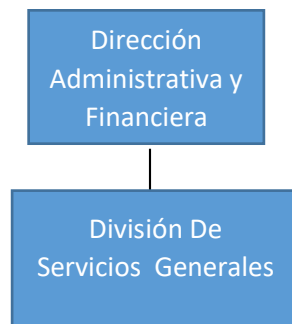 Dirección
Administrativa y
Financiera
División De
Servicios  Generales